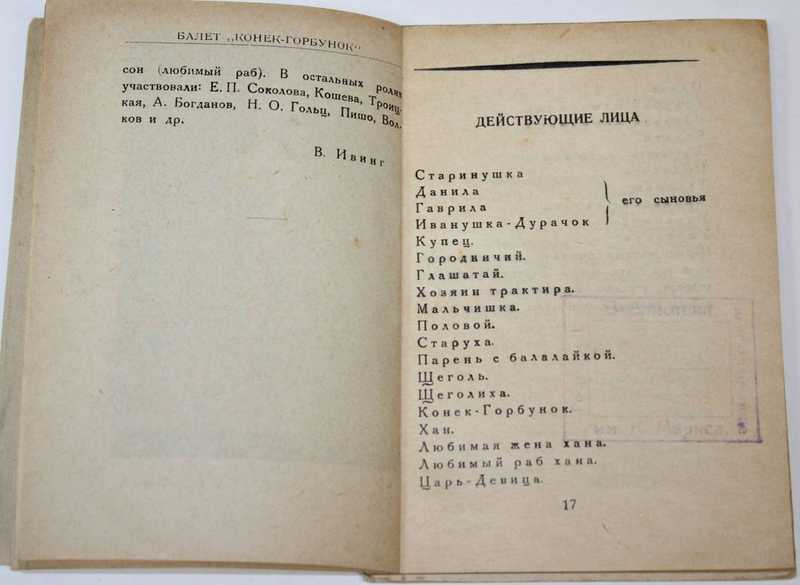 БАЛЕТ „КОНЕК-ГОРБУНОК“
сон (любимый раб). В остальных ролях
участвовали: Е. П. Соколова, Кошева, Троиц-
кая, А. Богданов, Н. О. Гольц, Пишо, Вол-
ков и др.
В. Ивинг
ДЕЙСТВУЮЩИЕ ЛИЦА
Старинушка
Данила
Гаврила
его сыновья
Иванушка-Дурачок
Купец.
Городничий.
Глашатай.
Хозяин трактира.
Мальчишка.
Половой.
Старуха.
Парень с балалайкой.
Щеголь.
Щеголиха.
Конек-Горбунок.
Хан.
Любимая жена хана.
Любимый раб хана.
Царь-Девица.
17